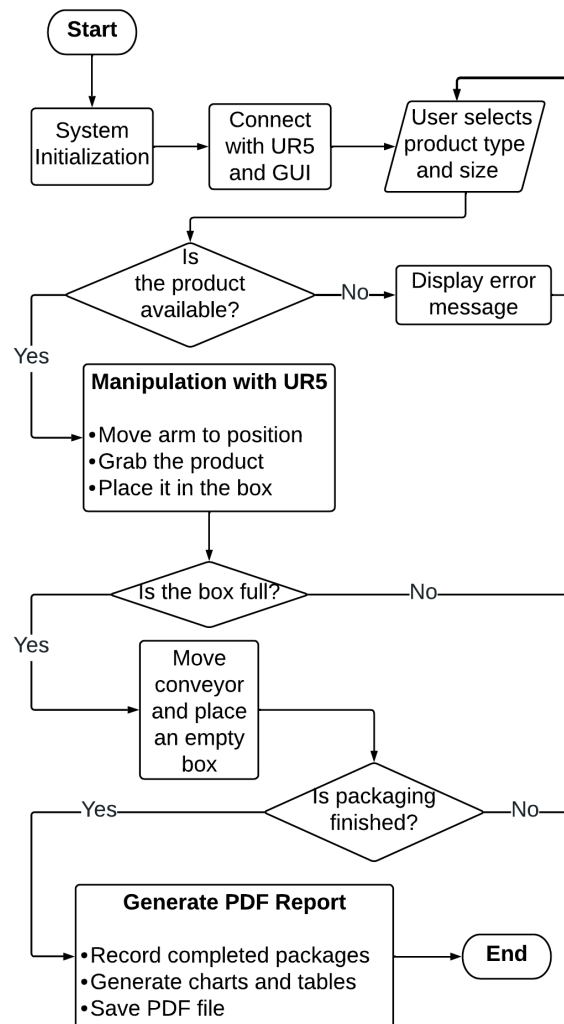 Start
System
Initialization
Connect
with UR5
and GUI
User selects
product type
and size
Is
the product
available?
No
Display error
message
Yes
Manipulation with UR5
•Move arm to position
•Grab the product
•Place it in the box
Is the box full?
No
Yes
Move
conveyor
and place
an empty
box
Is packaging
finished?
Yes
No
Generate PDF Report
•Record completed packages
•Generate charts and tables
•Save PDF file
End